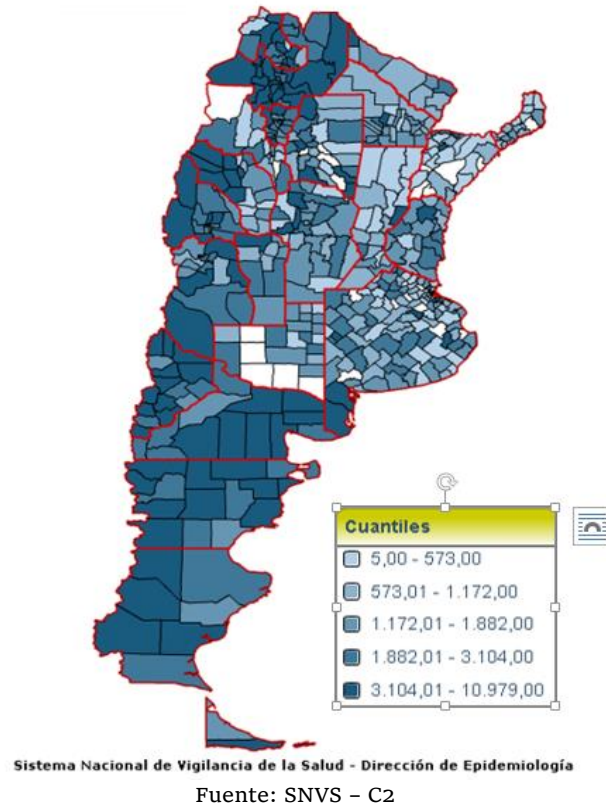 Cuantiles
5,00 - 573,00
573,01 - 1.172,00
1.172,01 - 1.882,00
1.882,01 - 3.104,00
3.104,01 - 10.979,00
Sistema Nacional de Vigilancia de la Salud - Dirección de Epidemiología
Fuente: SNVS – C2